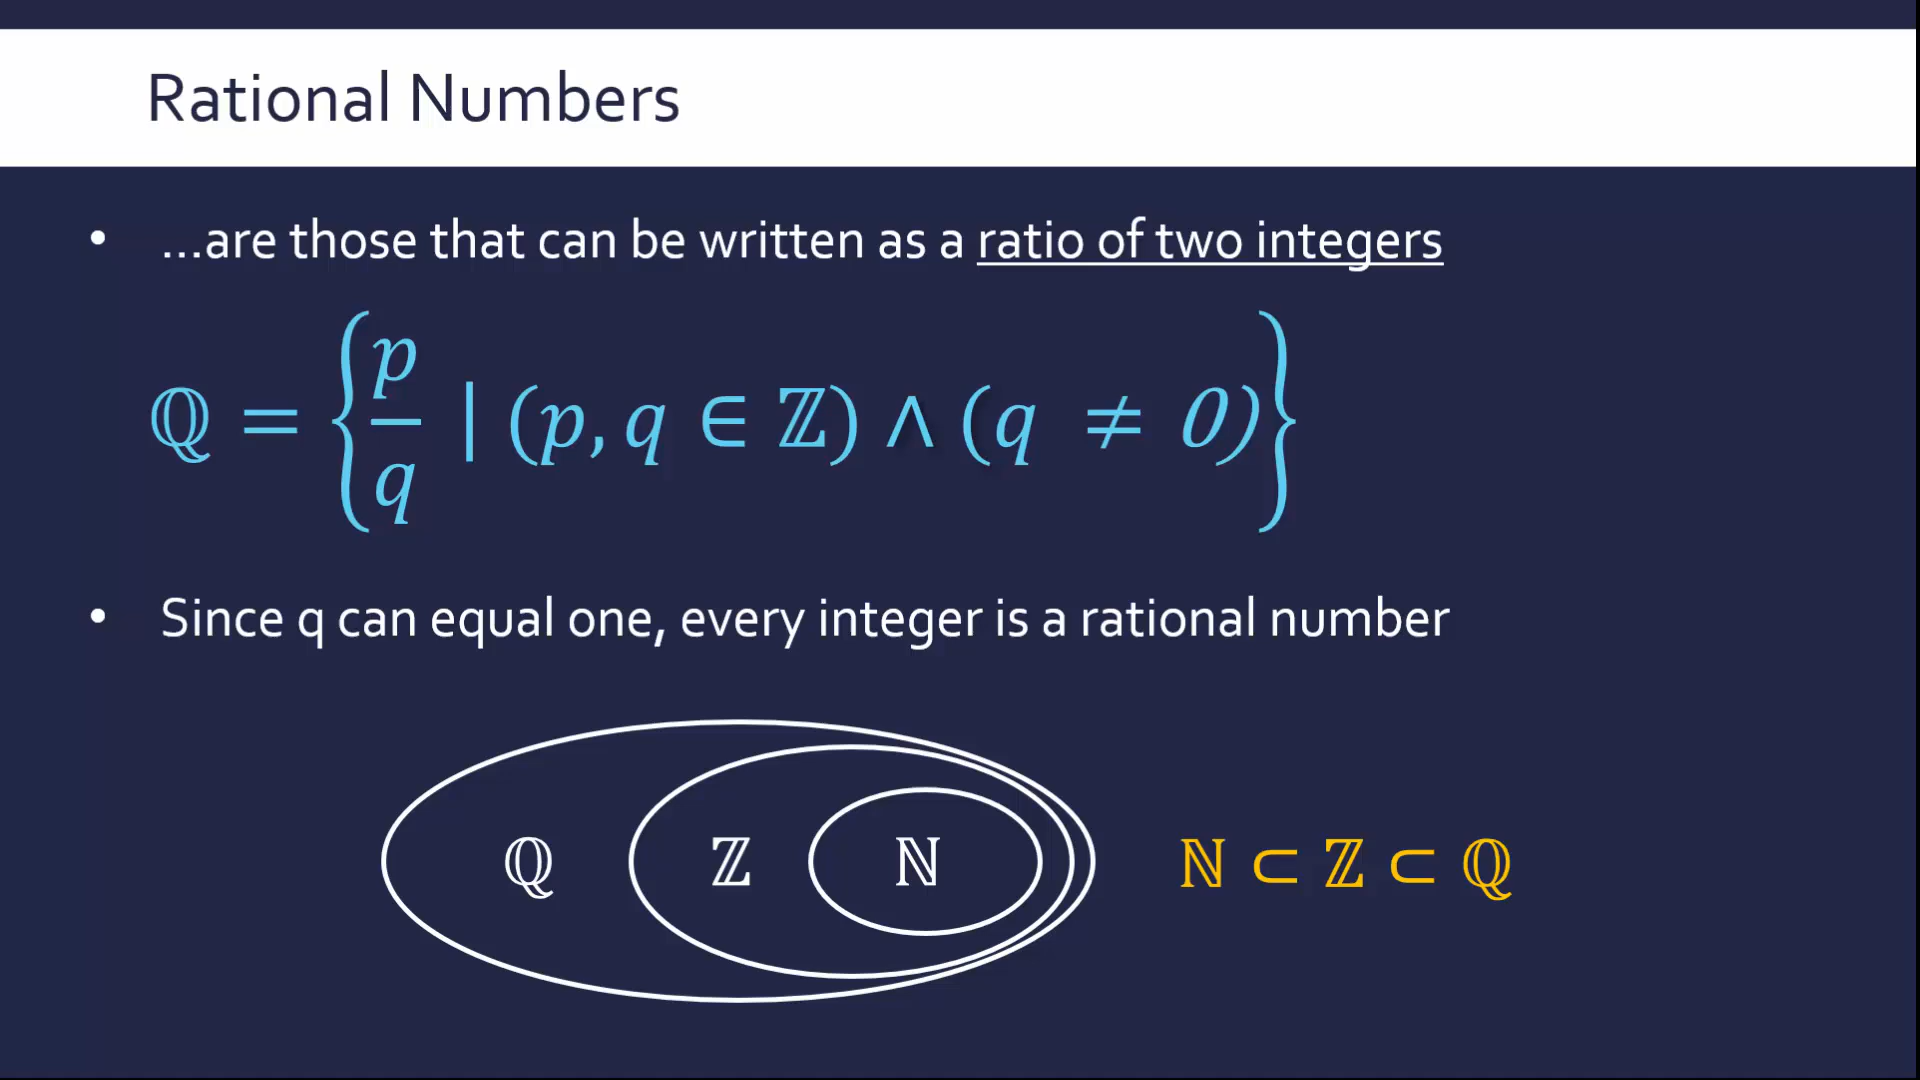 Rational Numbers
• ...are those that can be written as a ratio of two integers
ℚ = {p/q | (p, q ∈ ℤ) ∧ (q ≠ 0)}
• Since q can equal one, every integer is a rational number
ℚ ℤ ℕ ℕ ⊂ ℤ ⊂ ℚ